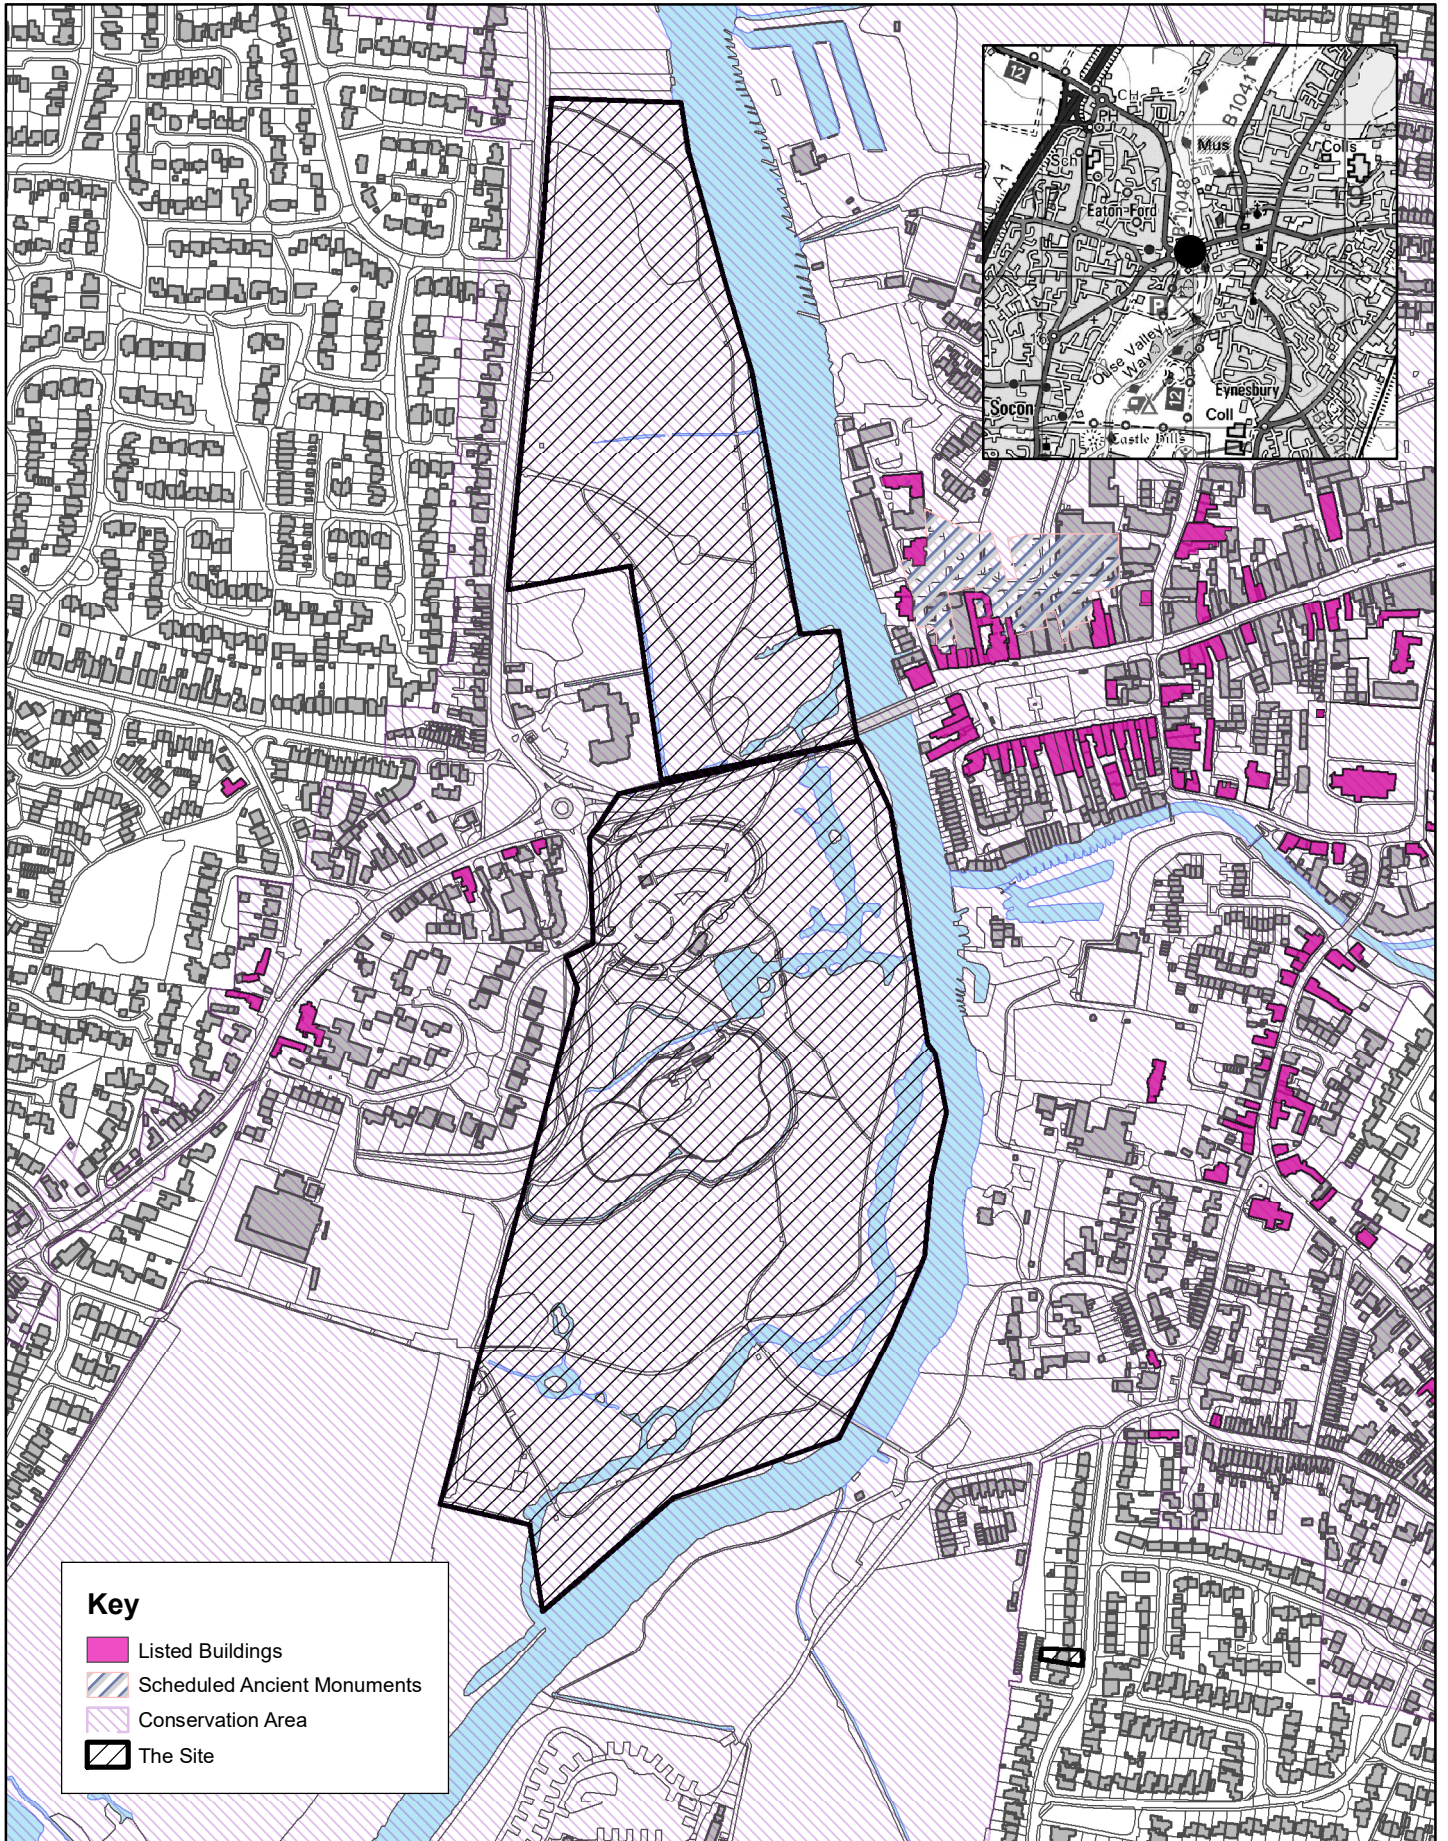 12
CH
PH
B1041
Mus
Colls
Sch
A1
B1048
Eaton Ford
P
Ouse Valley
Way
Socon
12
Coll
Eynesbury
Castle Hills
Key
Listed Buildings
Scheduled Ancient Monuments
Conservation Area
The Site